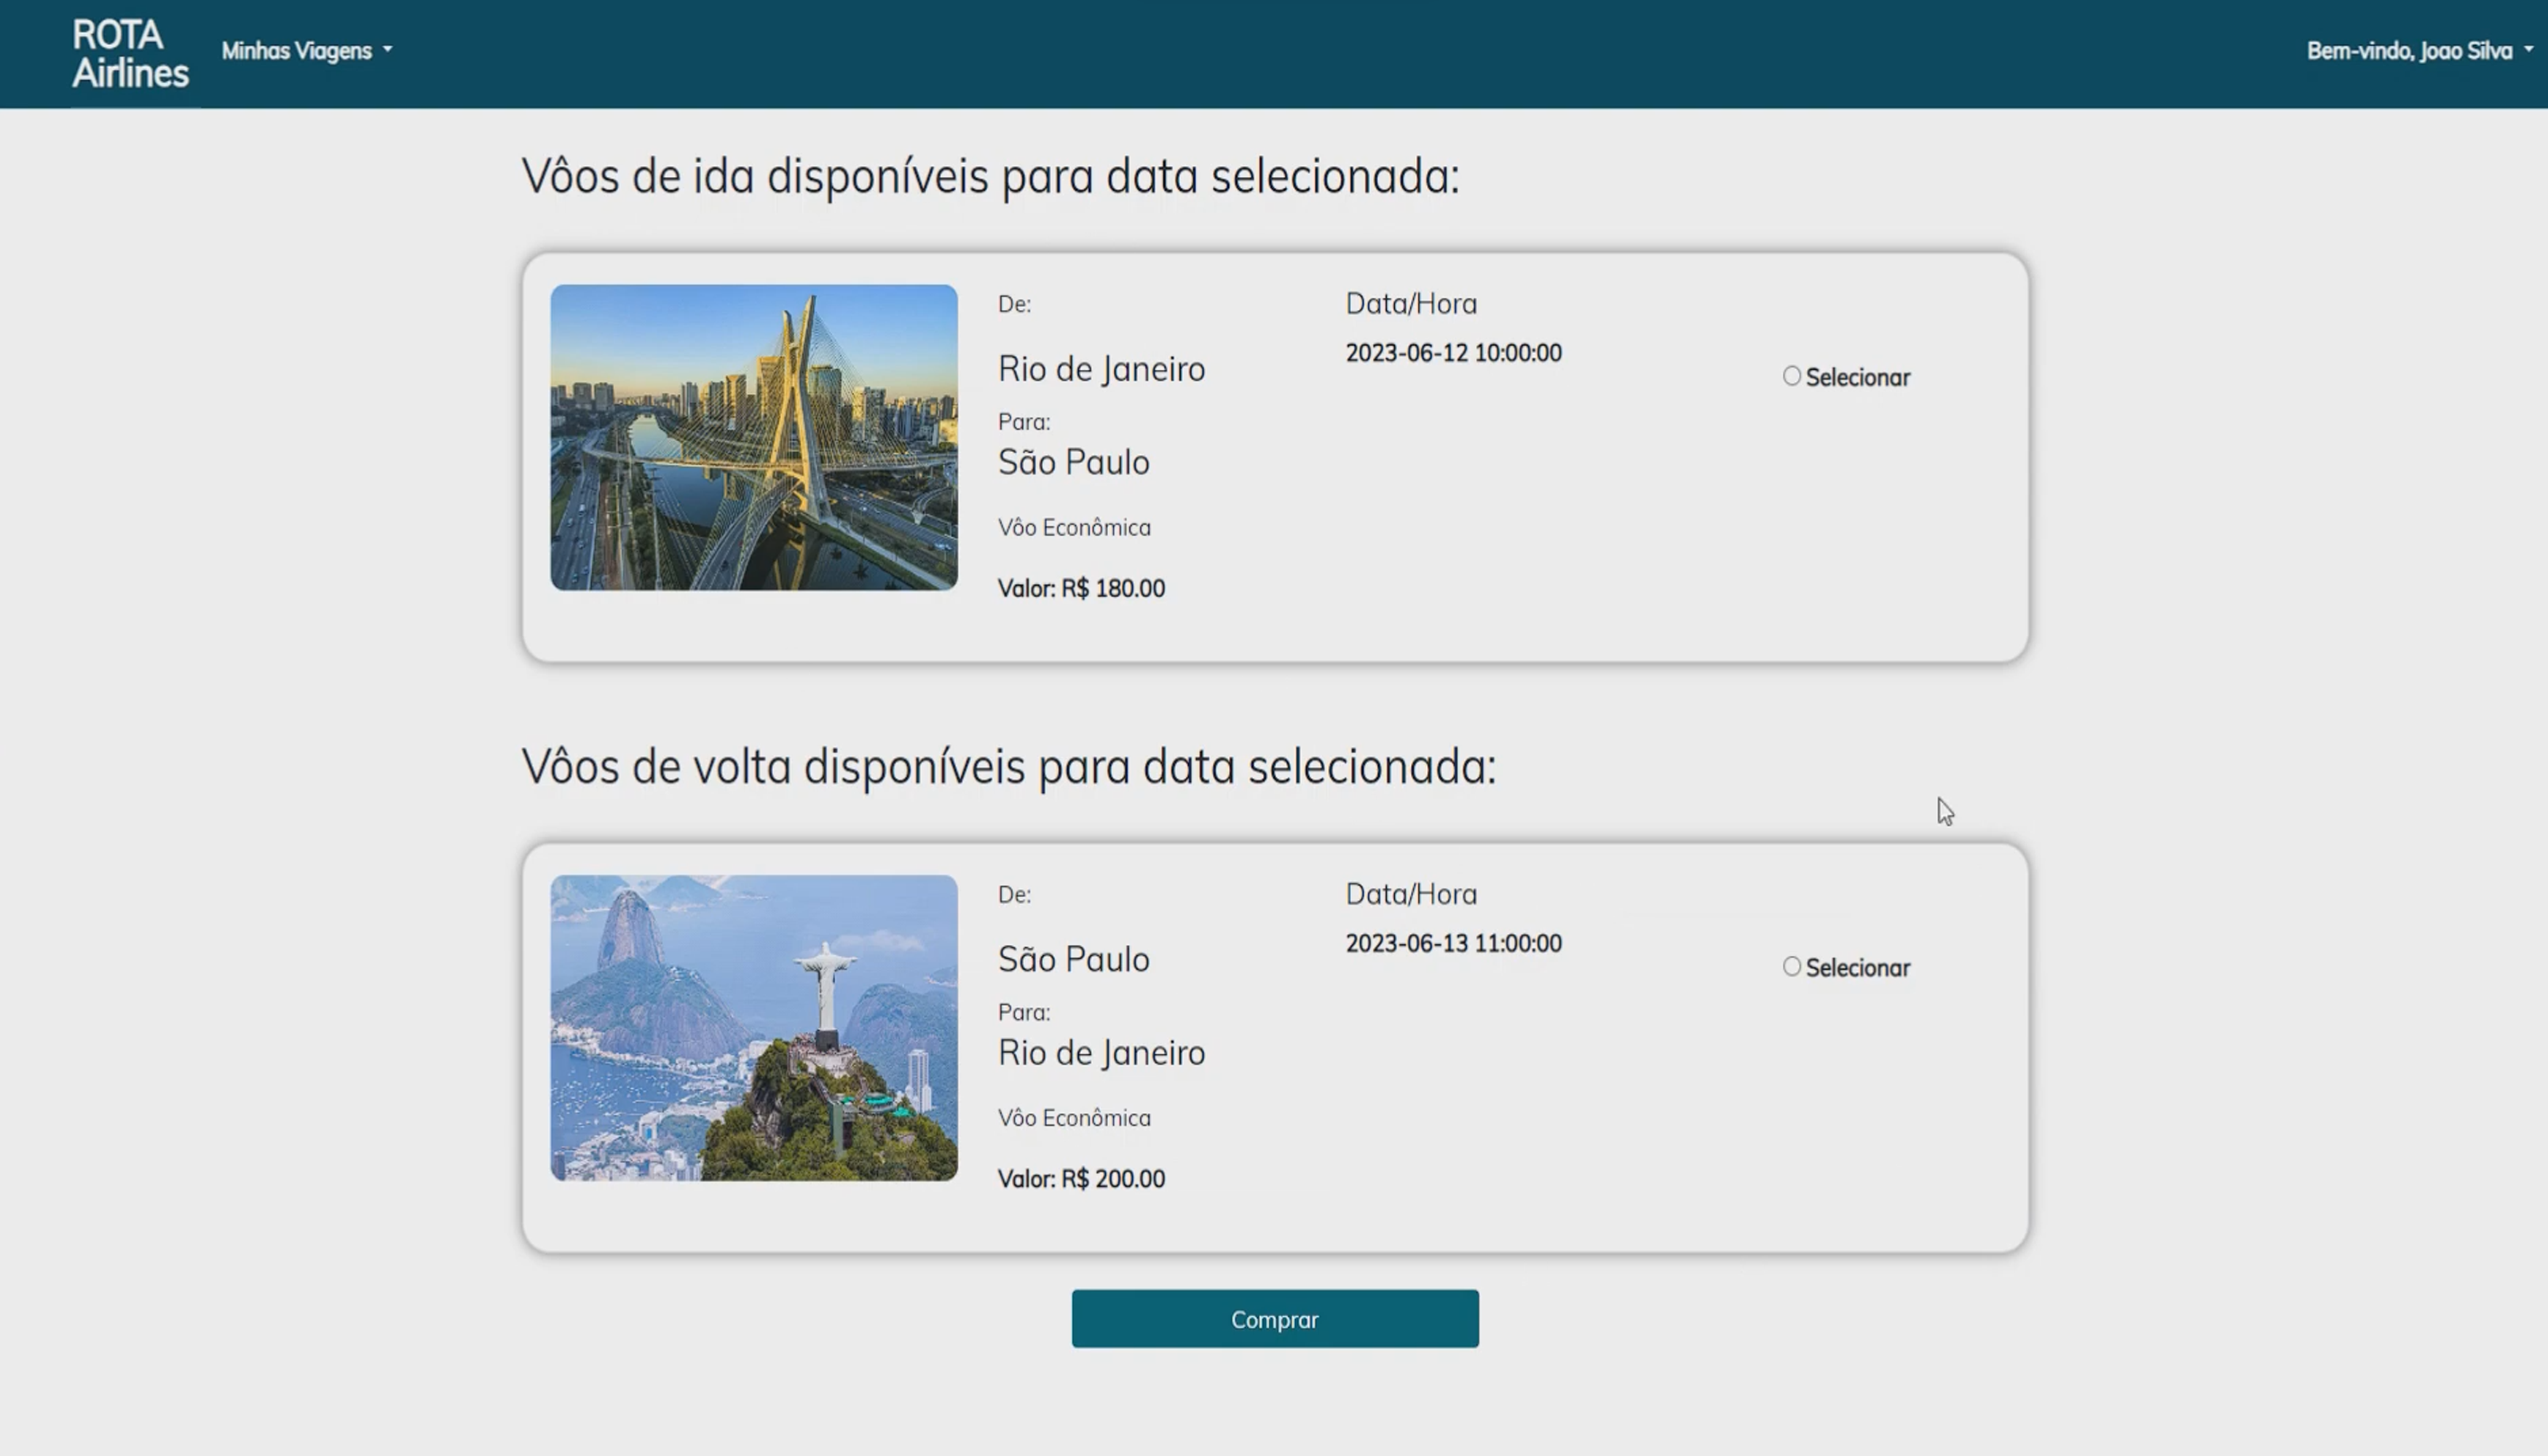 ROTA
Airlines
Minhas Viagens
Bem-vindo, Joao Silva
Vôos de ida disponíveis para data selecionada:
De:
Rio de Janeiro
Para:
São Paulo
Vôo Econômica
Valor: R$ 180.00
Data/Hora
2023-06-12 10:00:00
Selecionar
Vôos de volta disponíveis para data selecionada:
De:
São Paulo
Para:
Rio de Janeiro
Vôo Econômica
Valor: R$ 200.00
Data/Hora
2023-06-13 11:00:00
Selecionar
Comprar